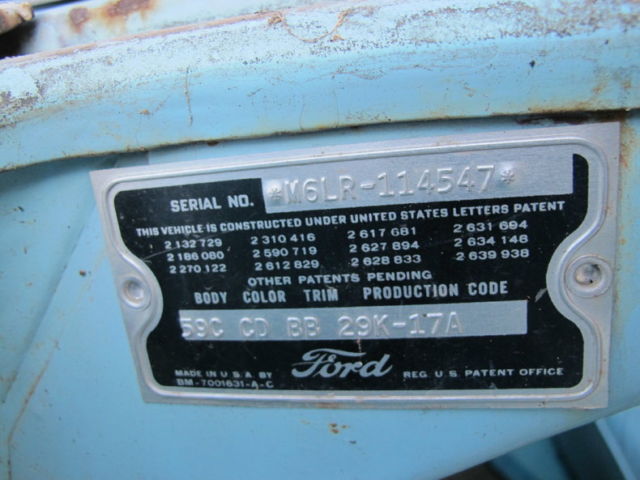 SERIAL NO. *M6LR-114547*
THIS VEHICLE IS CONSTRUCTED UNDER UNITED STATES LETTERS PATENT
2 132 729 2 310 416 2 617 681 2 631 694
2 186 080 2 590 719 2 627 894 2 634 146
2 270 122 2 612 829 2 628 833 2 639 938
OTHER PATENTS PENDING
BODY COLOR TRIM PRODUCTION CODE
59C CD BB 29K-17A
MADE IN U.S.A. BY Ford REG. U.S. PATENT OFFICE
BM-7001631-A-C